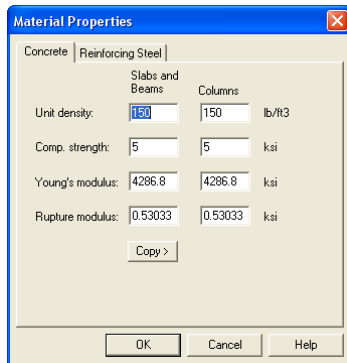 Material Properties
Concrete Reinforcing Steel
Slabs and
Beams Columns
Unit density: 150 150 lb/ft3
Comp. strength: 5 5 ksi
Young's modulus: 4286.8 4286.8 ksi
Rupture modulus: 0.53033 0.53033 ksi
Copy >
OK Cancel Help